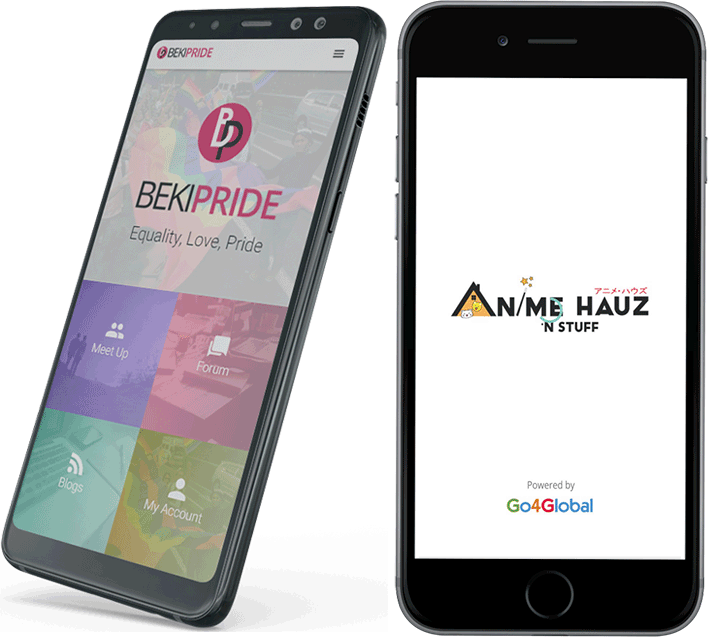 BEKIPRIDE
BP
BEKIPRIDE
Equality, Love, Pride
Meet Up
Forum
Blogs
My Account
アニメ・ハウズ
ANIME HAUZ
'N STUFF
Powered by
Go4Global